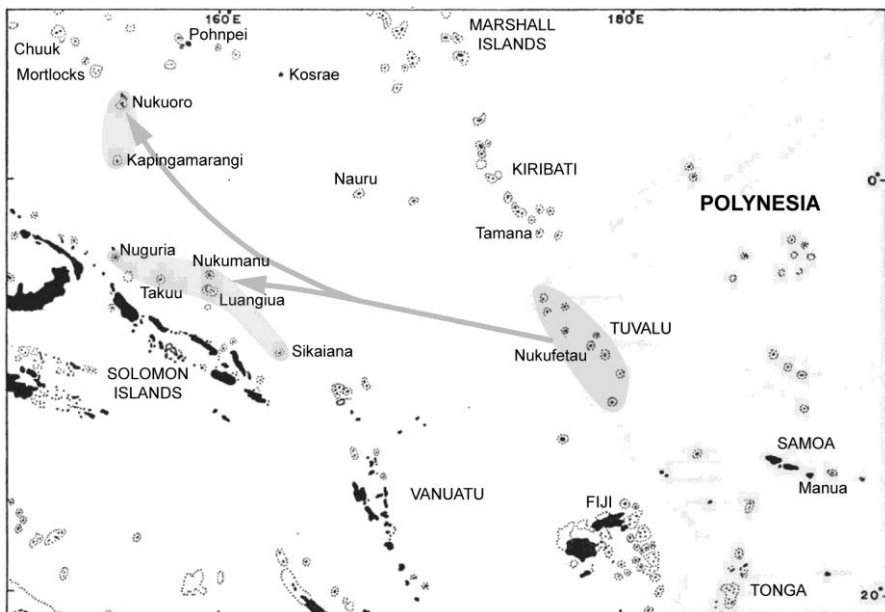 160 E
180 E
Chuuk
Pohnpei
MARSHALL
ISLANDS
Mortlocks
Kosrae
Nukuoro
Kapingamarangi
Nauru
KIRIBATI
0°
POLYNESIA
Tamana
Nuguria
Nukumanu
Takuu
Luangiua
TUVALU
Nukufetau
Sikaiana
SOLOMON
ISLANDS
SAMOA
Manua
VANUATU
FIJI
TONGA
20°